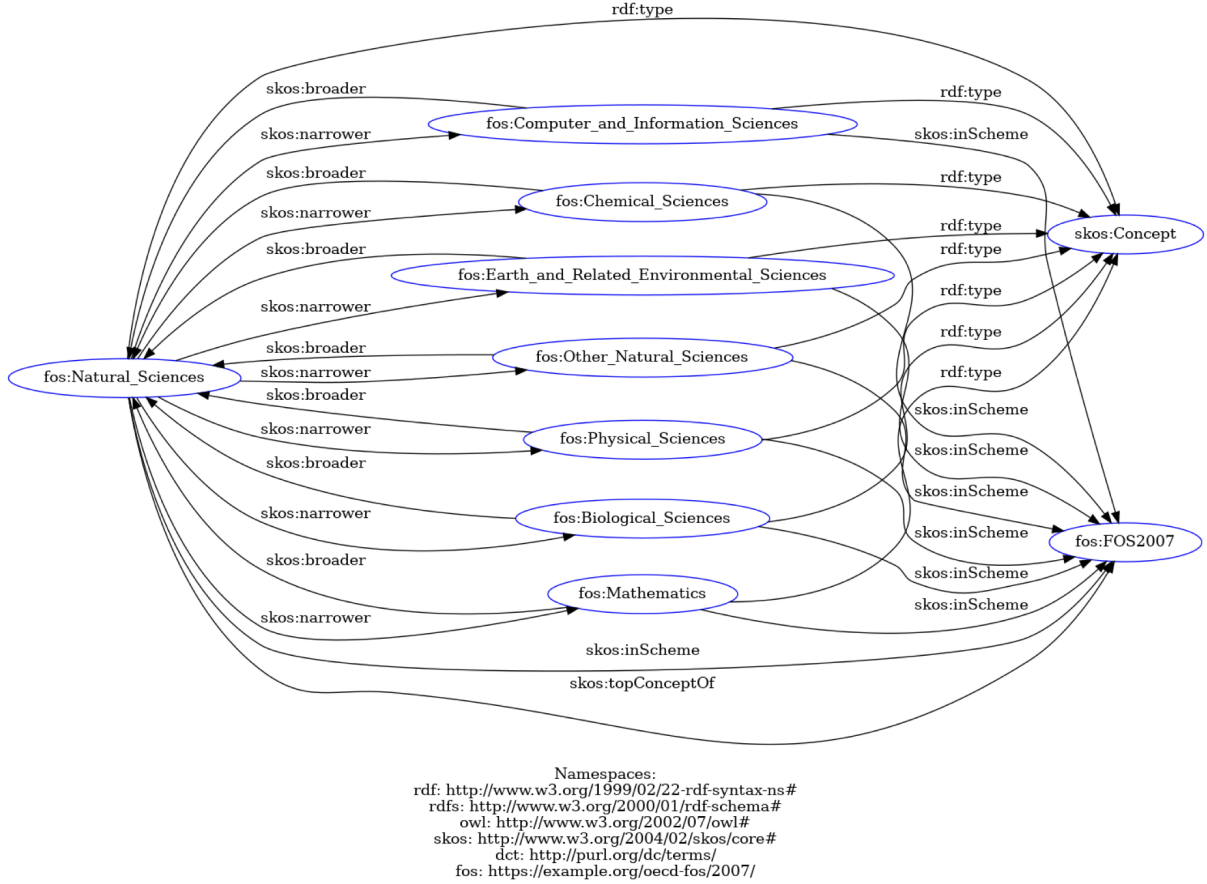 rdf:type
skos:broader
rdf:type
fos:Computer_and_Information_Sciences
skos:narrower
skos:inScheme
skos:broader
rdf:type
fos:Chemical_Sciences
skos:narrower
rdf:type
skos:Concept
skos:broader
rdf:type
fos:Earth_and_Related_Environmental_Sciences
rdf:type
skos:narrower
rdf:type
skos:broader
fos:Other_Natural_Sciences
skos:narrower
rdf:type
fos:Natural_Sciences
skos:broader
skos:inScheme
skos:narrower
fos:Physical_Sciences
skos:inScheme
skos:broader
skos:inScheme
skos:narrower
fos:Biological_Sciences
skos:inScheme
fos:FOS2007
skos:broader
skos:inScheme
fos:Mathematics
skos:inScheme
skos:narrower
skos:inScheme
skos:topConceptOf
Namespaces:
rdf: http://www.w3.org/1999/02/22-rdf-syntax-ns#
rdfs: http://www.w3.org/2000/01/rdf-schema#
owl: http://www.w3.org/2002/07/owl#
skos: http://www.w3.org/2004/02/skos/core#
dct: http://purl.org/dc/terms/
fos: https://example.org/oecd-fos/2007/